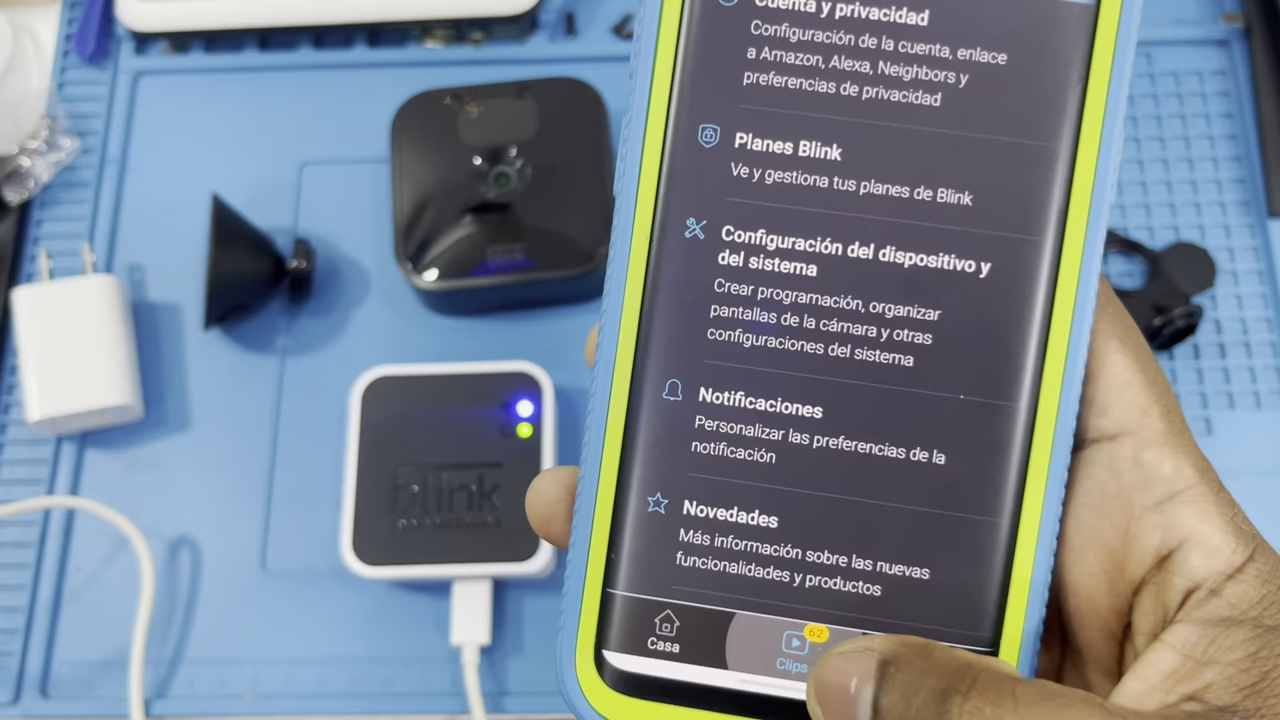 Cuenta y privacidad
Configuración de la cuenta, enlace
a Amazon, Alexa, Neighbors y
preferencias de privacidad
Planes Blink
Ve y gestiona tus planes de Blink
Configuración del dispositivo y
del sistema
Crear programación, organizar
pantallas de la cámara y otras
configuraciones del sistema
Notificaciones
Personalizar las preferencias de la
notificación
Novedades
Más información sobre las nuevas
funcionalidades y productos
62
Casa
Clips
blink